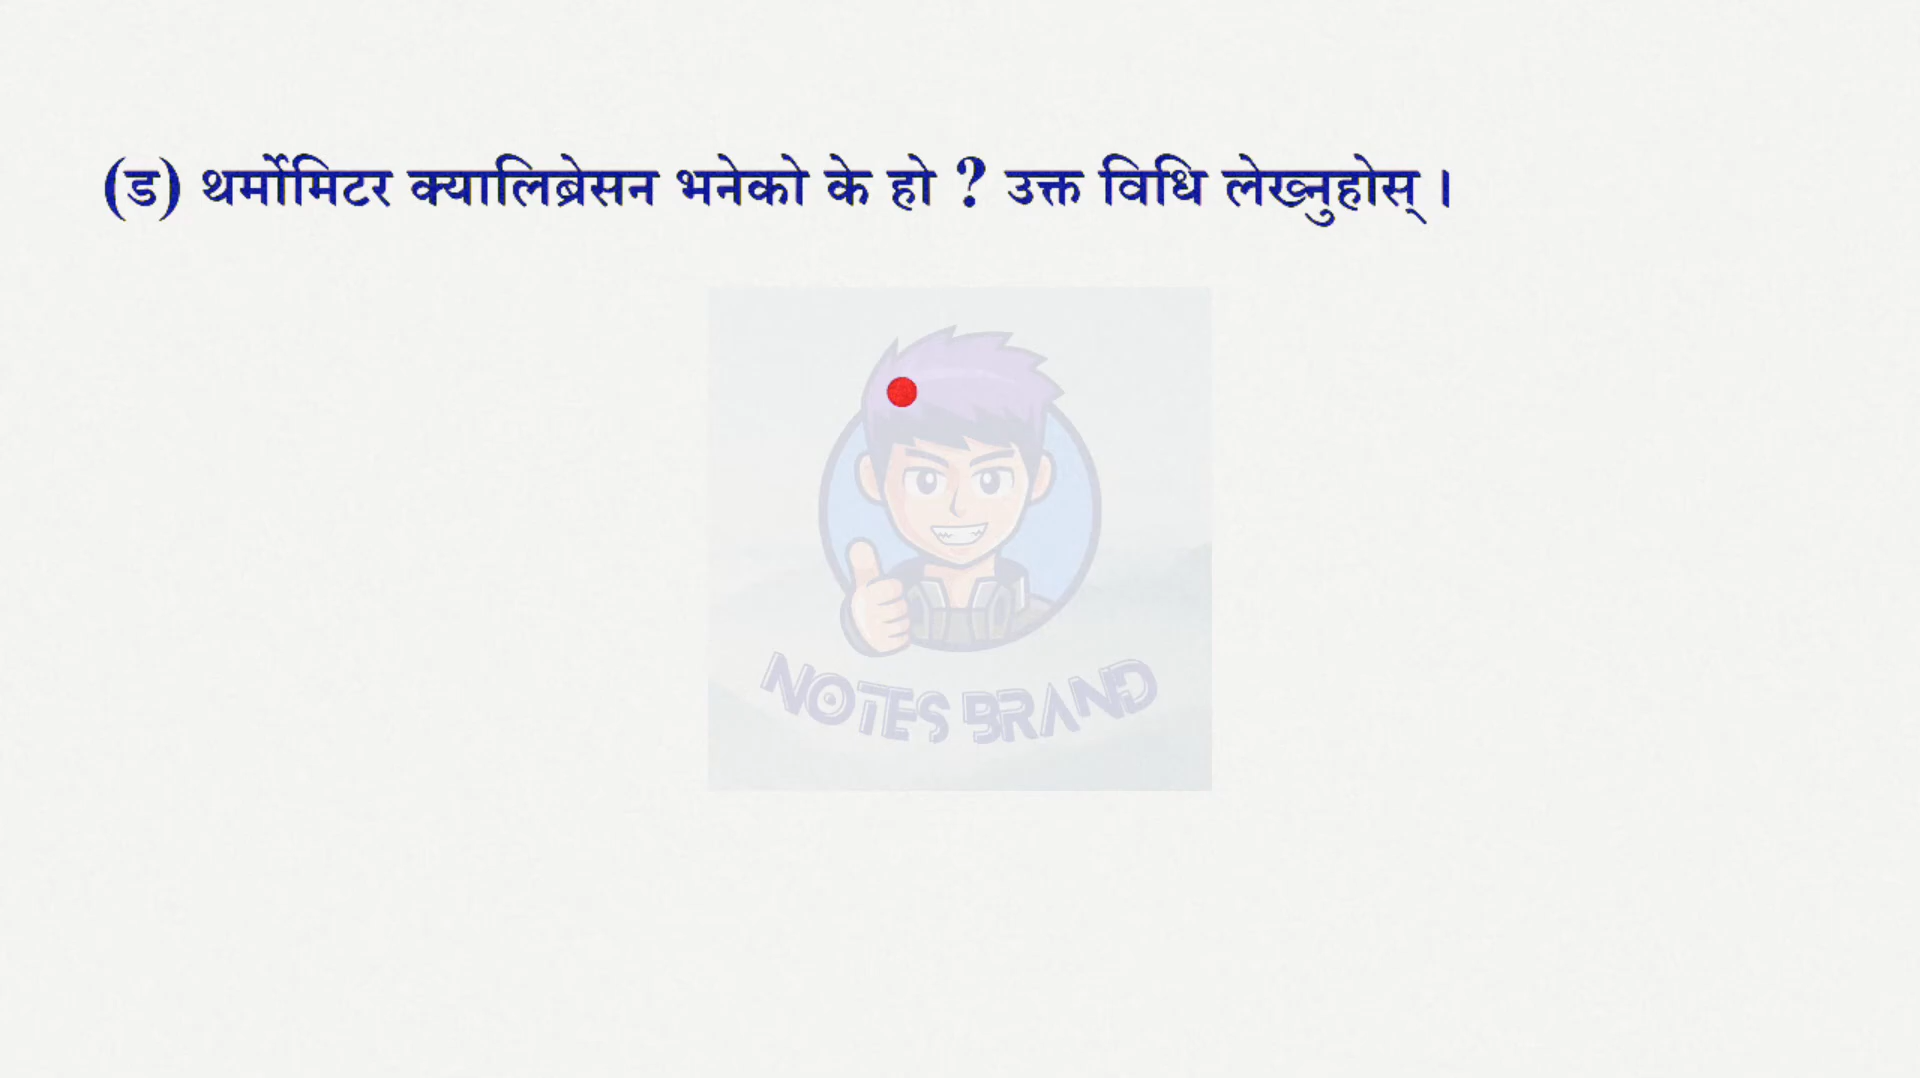 (ड) थर्मोमिटर क्यालिब्रेसन भनेको के हो ? उक्त विधि लेख्नुहोस् ।
NOTES BRAND